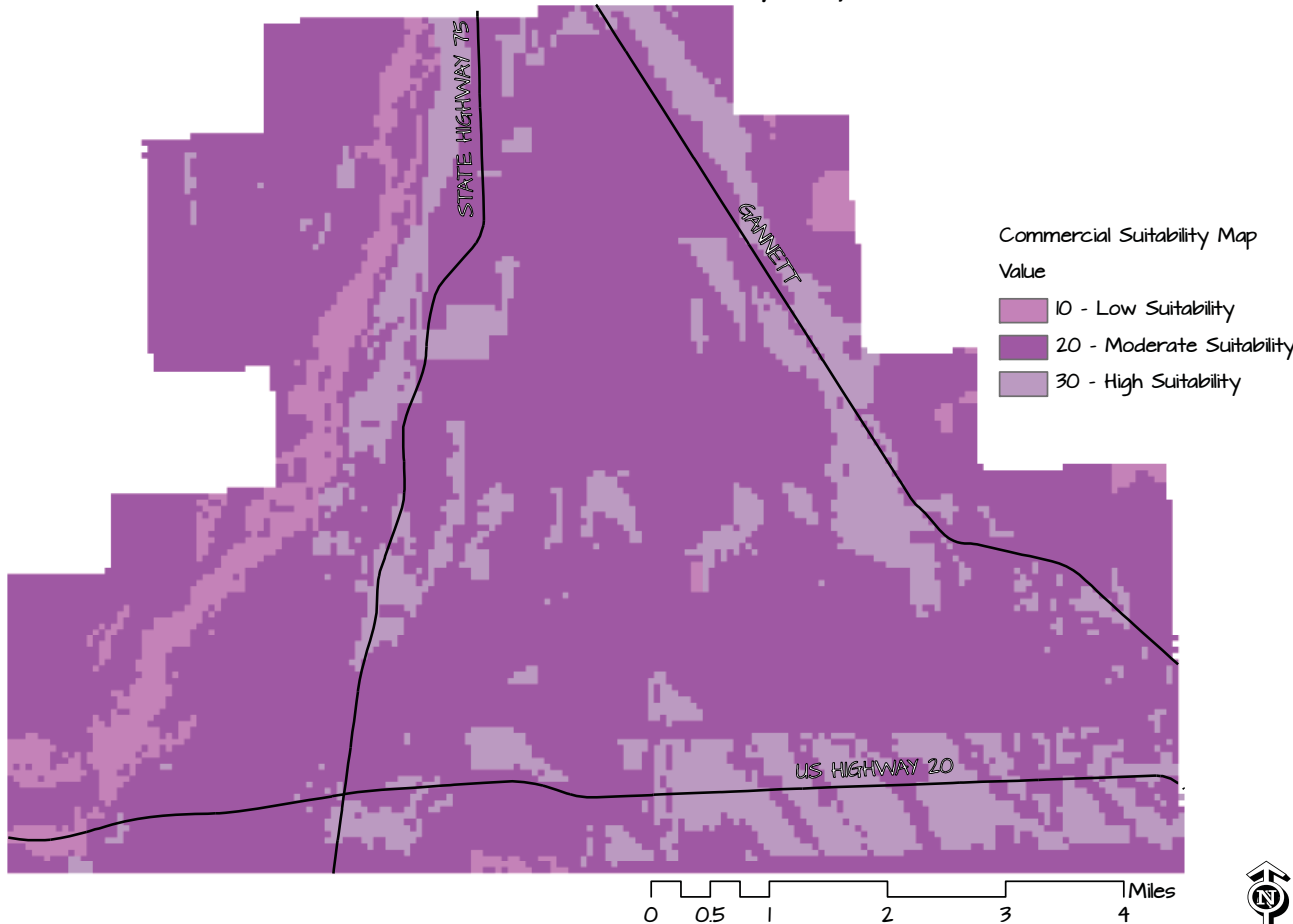 STATE HIGHWAY 75
GANNETT
Commercial Suitability Map
Value
10 - Low Suitability
20 - Moderate Suitability
30 - High Suitability
US HIGHWAY 20
Miles
0 0.5 1 2 3 4
N